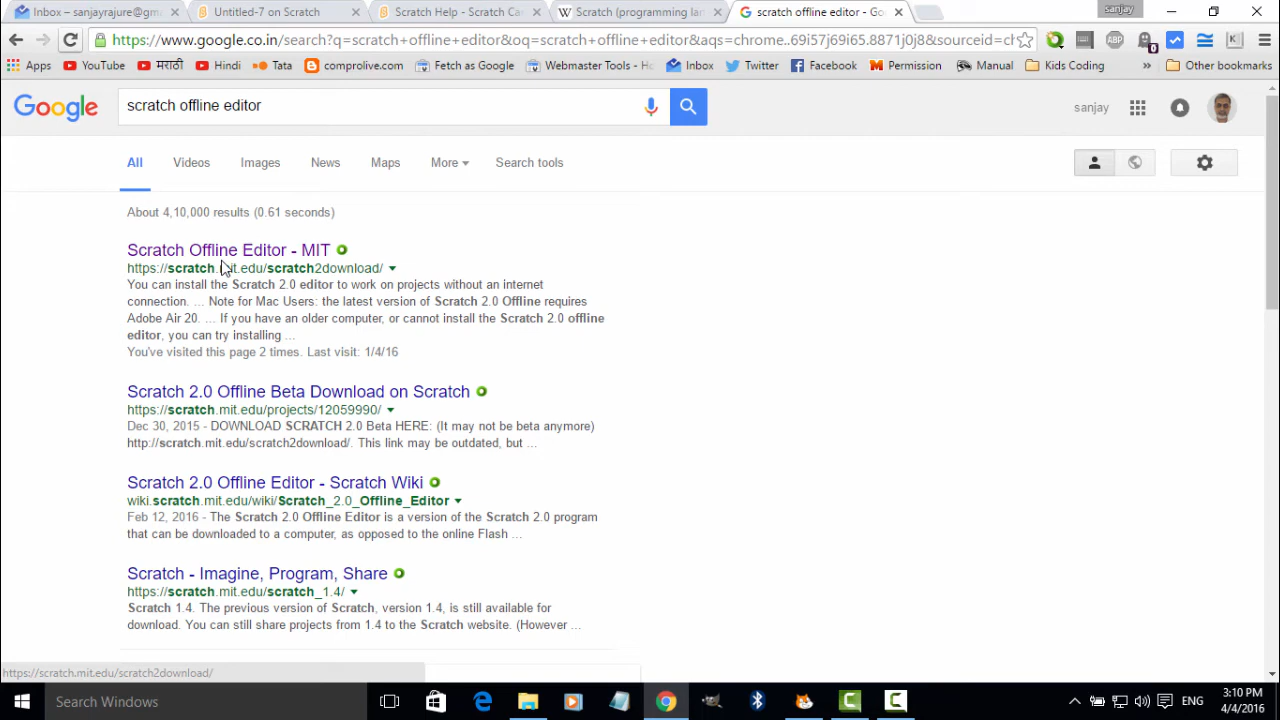 Inbox – sanjayrajure@gm
Untitled-7 on Scratch
Scratch Help - Scratch Ca
Scratch (programming lan
scratch offline editor - Go
sanjay
https://www.google.co.in/search?q=scratch+offline+editor&oq=scratch+offline+editor&aqs=chrome..69i57j69i65.8871j0j8&sourceid=ch
Apps
YouTube
मराठी
Hindi
Tata
comprolive.com
Fetch as Google
Webmaster Tools - Ho
Inbox
Twitter
Facebook
Permission
Manual
Kids Coding
Other bookmarks
Google
scratch offline editor
sanjay
All
Videos
Images
News
Maps
More
Search tools
About 4,10,000 results (0.61 seconds)
Scratch Offline Editor - MIT
https://scratch.mit.edu/scratch2download/
You can install the Scratch 2.0 editor to work on projects without an internet
connection. ... Note for Mac Users: the latest version of Scratch 2.0 Offline requires
Adobe Air 20. ... If you have an older computer, or cannot install the Scratch 2.0 offline
editor, you can try installing ...
You've visited this page 2 times. Last visit: 1/4/16
Scratch 2.0 Offline Beta Download on Scratch
https://scratch.mit.edu/projects/12059990/
Dec 30, 2015 - DOWNLOAD SCRATCH 2.0 Beta HERE: (It may not be beta anymore)
http://scratch.mit.edu/scratch2download/. This link may be outdated, but ...
Scratch 2.0 Offline Editor - Scratch Wiki
wiki.scratch.mit.edu/wiki/Scratch_2.0_Offline_Editor
Feb 12, 2016 - The Scratch 2.0 Offline Editor is a version of the Scratch 2.0 program
that can be downloaded to a computer, as opposed to the online Flash ...
Scratch - Imagine, Program, Share
https://scratch.mit.edu/scratch_1.4/
Scratch 1.4. The previous version of Scratch, version 1.4, is still available for
download. You can still share projects from 1.4 to the Scratch website. (However ...
https://scratch.mit.edu/scratch2download/
Search Windows
ENG
3:10 PM
4/4/2016